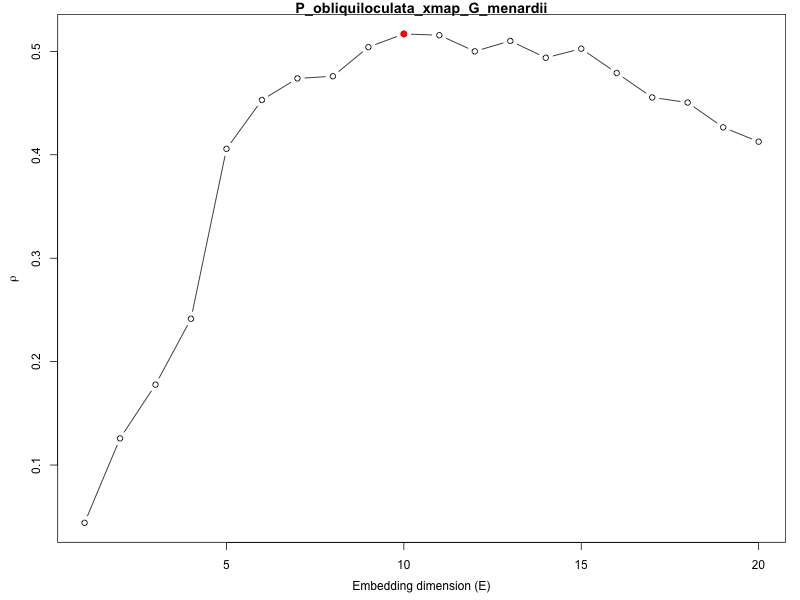 P_obliquiloculata_xmap_G_menardii
0.5
0.4
0.3
0.2
0.1
ρ
5 10 15 20
Embedding dimension (E)